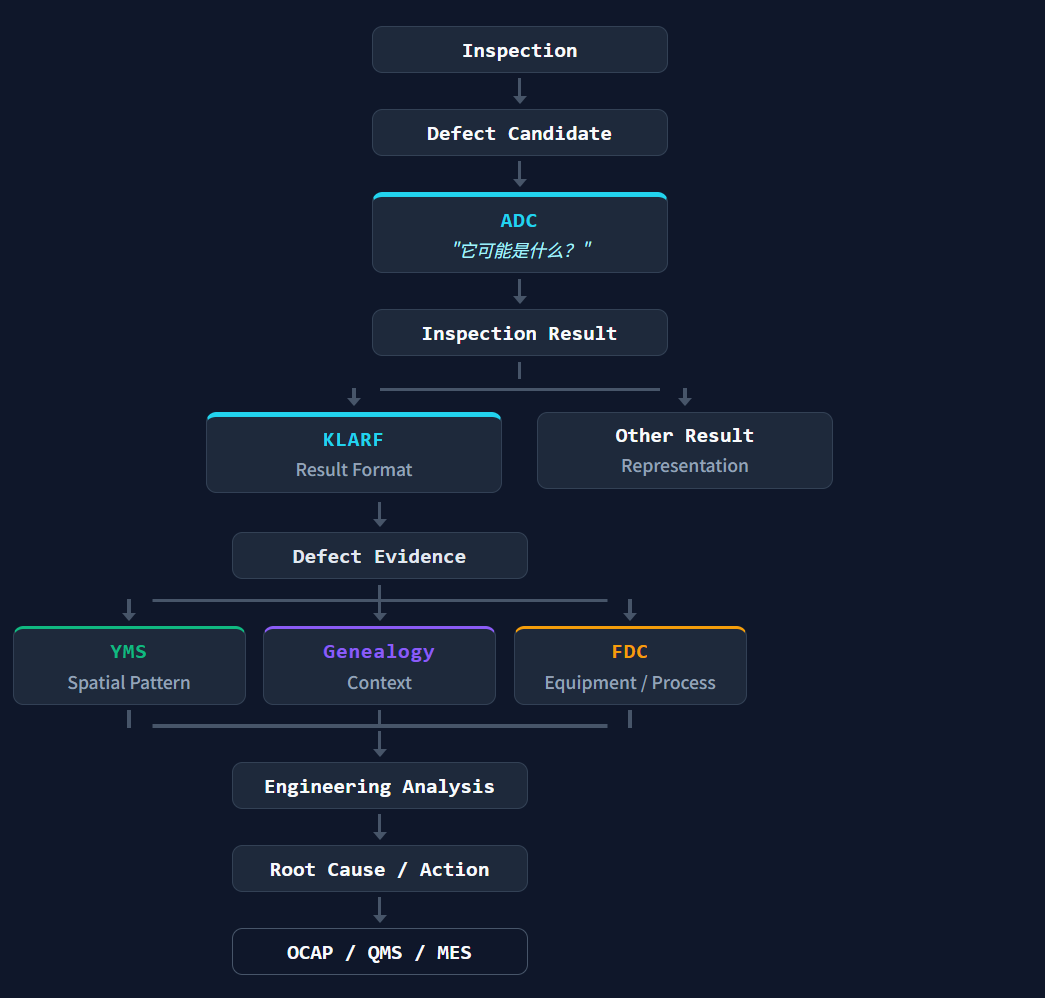 Inspection
Defect Candidate
ADC
"它可能是什么？"
Inspection Result
KLARF
Result Format
Other Result
Representation
Defect Evidence
YMS
Spatial Pattern
Genealogy
Context
FDC
Equipment / Process
Engineering Analysis
Root Cause / Action
OCAP / QMS / MES